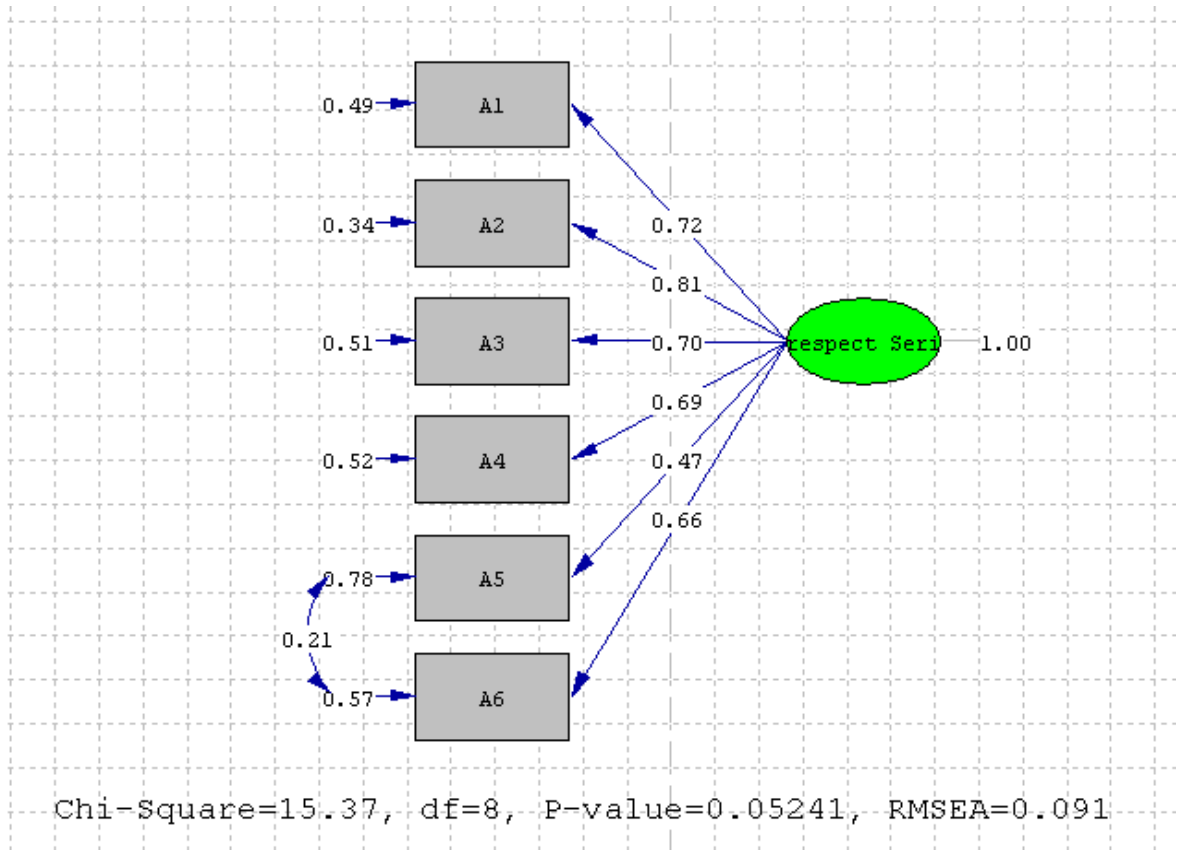 0.49 A1
0.34 A2 0.72
0.81
0.51 A3 0.70 respect Seri 1.00
0.69
0.52 A4 0.47
0.66
0.78 A5
0.21
0.57 A6
Chi-Square=15.37, df=8, P-value=0.05241, RMSEA=0.091